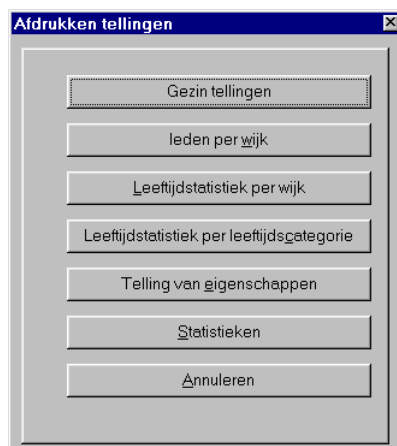 Afdrukken tellingen
Gezin tellingen
leden per wijk
Leeftijdstatistiek per wijk
Leeftijdstatistiek per leeftijdscategorie
Telling van eigenschappen
Statistieken
Annuleren